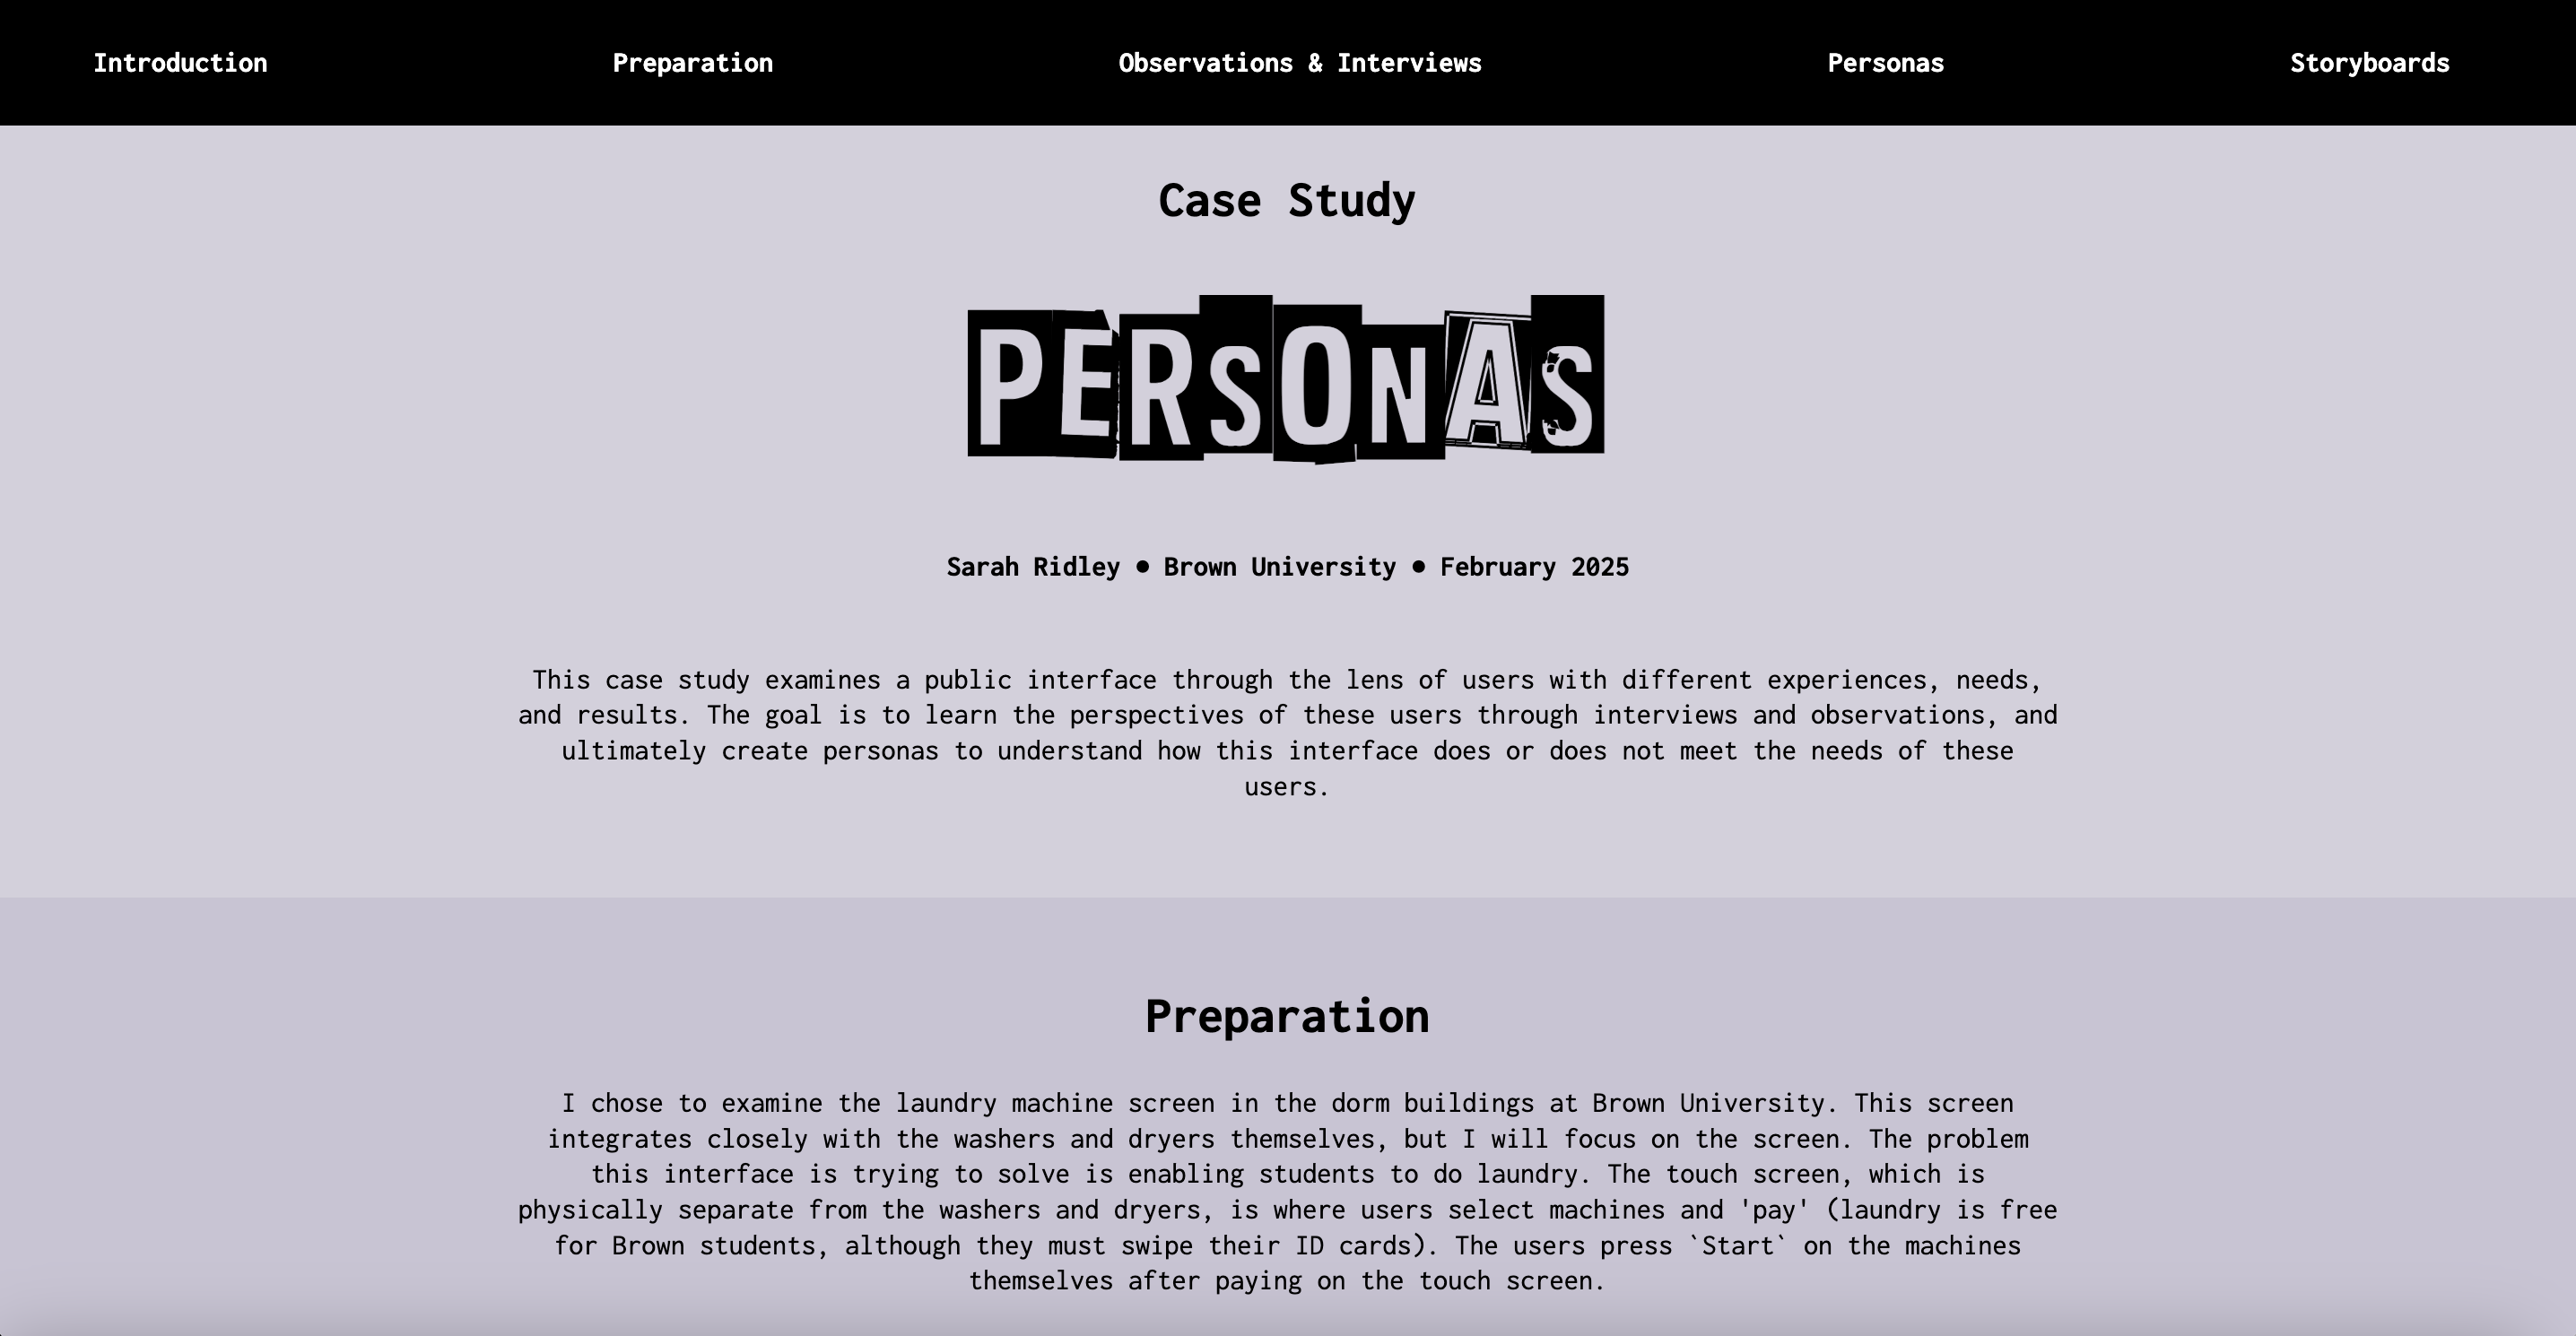 Introduction Preparation Observations & Interviews Personas Storyboards
Case Study
PERSONAS
Sarah Ridley • Brown University • February 2025
This case study examines a public interface through the lens of users with different experiences, needs,
and results. The goal is to learn the perspectives of these users through interviews and observations, and
ultimately create personas to understand how this interface does or does not meet the needs of these
users.
Preparation
I chose to examine the laundry machine screen in the dorm buildings at Brown University. This screen
integrates closely with the washers and dryers themselves, but I will focus on the screen. The problem
this interface is trying to solve is enabling students to do laundry. The touch screen, which is
physically separate from the washers and dryers, is where users select machines and 'pay' (laundry is free
for Brown students, although they must swipe their ID cards). The users press `Start` on the machines
themselves after paying on the touch screen.